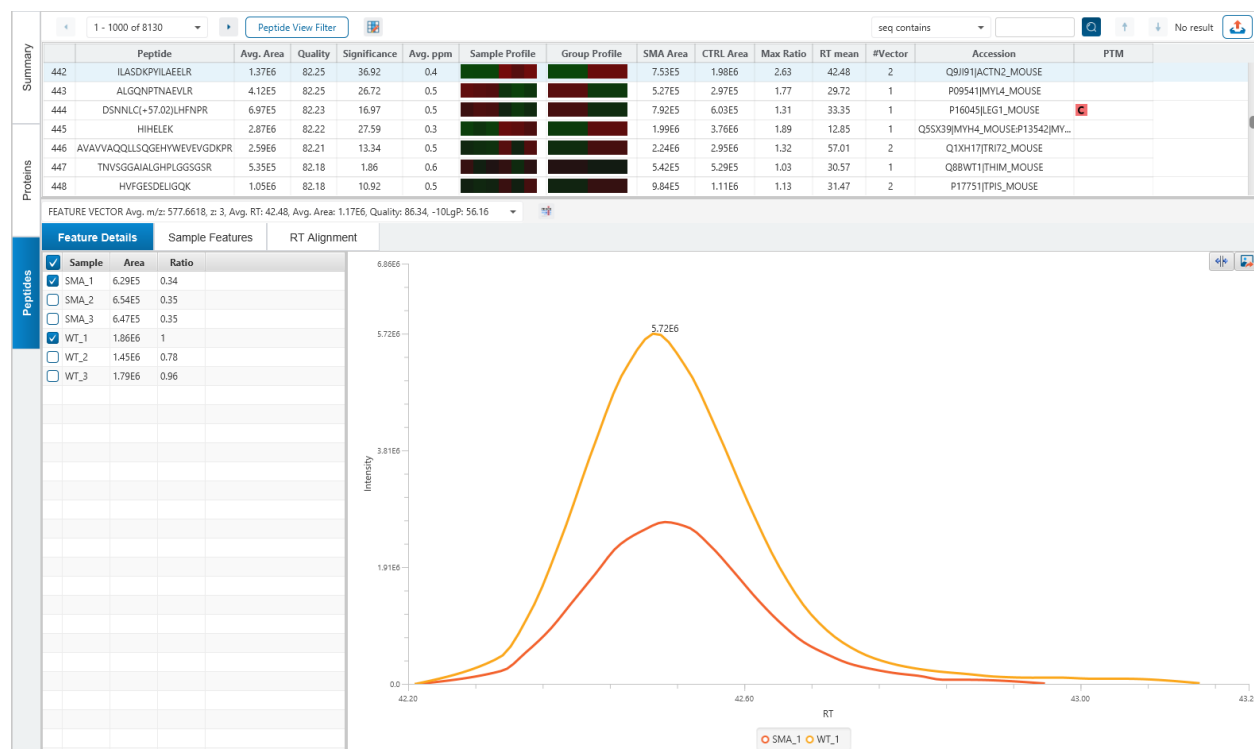 1 - 1000 of 8130 Peptide View Filter seq contains No result
Summary
Proteins
Peptides
Peptide Avg. Area Quality Significance Avg. ppm Sample Profile Group Profile SMA Area CTRL Area Max Ratio RT mean #Vector Accession PTM
442 ILASDKPYILAEELR 1.37E6 82.25 36.92 0.4 7.53E5 1.98E6 2.63 42.48 2 Q9JI91|ACTN2_MOUSE
443 ALGQNPTNAEVLR 4.12E5 82.25 26.72 0.5 5.27E5 2.97E5 1.77 29.72 1 P09541|MYL4_MOUSE
444 DSNNLC(+57.02)LHFNPR 6.97E5 82.23 16.97 0.5 7.92E5 6.03E5 1.31 33.35 1 P16045|LEG1_MOUSE C
445 HIHELEK 2.87E6 82.22 27.59 0.3 1.99E6 3.76E6 1.89 12.85 1 Q5SX39|MYH4_MOUSE:P13542|MY...
446 AVAVVAQQLLSQGEHYWEVEVGDKPR 2.59E6 82.21 13.34 0.5 2.24E6 2.95E6 1.32 57.01 2 Q1XH17|TRI72_MOUSE
447 TNVSGGAIALGHPLGGSGSR 5.35E5 82.18 1.86 0.6 5.42E5 5.29E5 1.03 30.57 1 Q8BWT1|THIM_MOUSE
448 HVFGESDELIGQK 1.05E6 82.18 10.92 0.5 9.84E5 1.11E6 1.13 31.47 2 P17751|TPIS_MOUSE
FEATURE VECTOR Avg. m/z: 577.6618, z: 3, Avg. RT: 42.48, Avg. Area: 1.17E6, Quality: 86.34, -10LgP: 56.16
Feature Details Sample Features RT Alignment
Sample Area Ratio
SMA_1 6.29E5 0.34
SMA_2 6.54E5 0.35
SMA_3 6.47E5 0.35
WT_1 1.86E6 1
WT_2 1.45E6 0.78
WT_3 1.79E6 0.96
6.86E6
5.72E6
5.72E6
3.81E6
1.91E6
0.0
Intensity
42.20 42.60 43.00 43.2
RT
SMA_1 WT_1